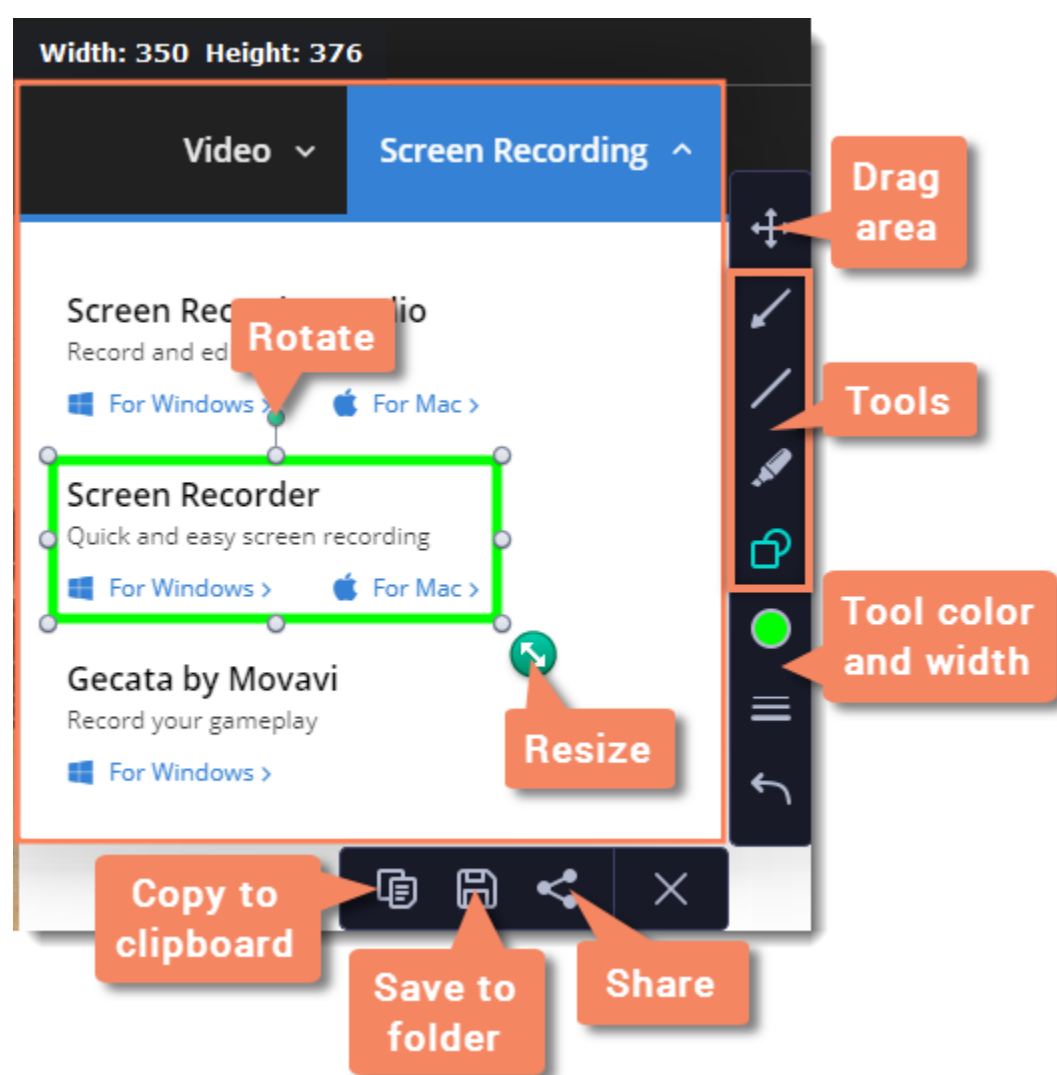 Width: 350 Height: 376
Video
Screen Recording
Drag
area
Screen Rec
io
Rotate
Record and ed
For Windows >
For Mac >
Tools
Screen Recorder
Quick and easy screen recording
For Windows >
For Mac >
Tool color
and width
Gecata by Movavi
Record your gameplay
Resize
For Windows >
Copy to
clipboard
Save to
folder
Share